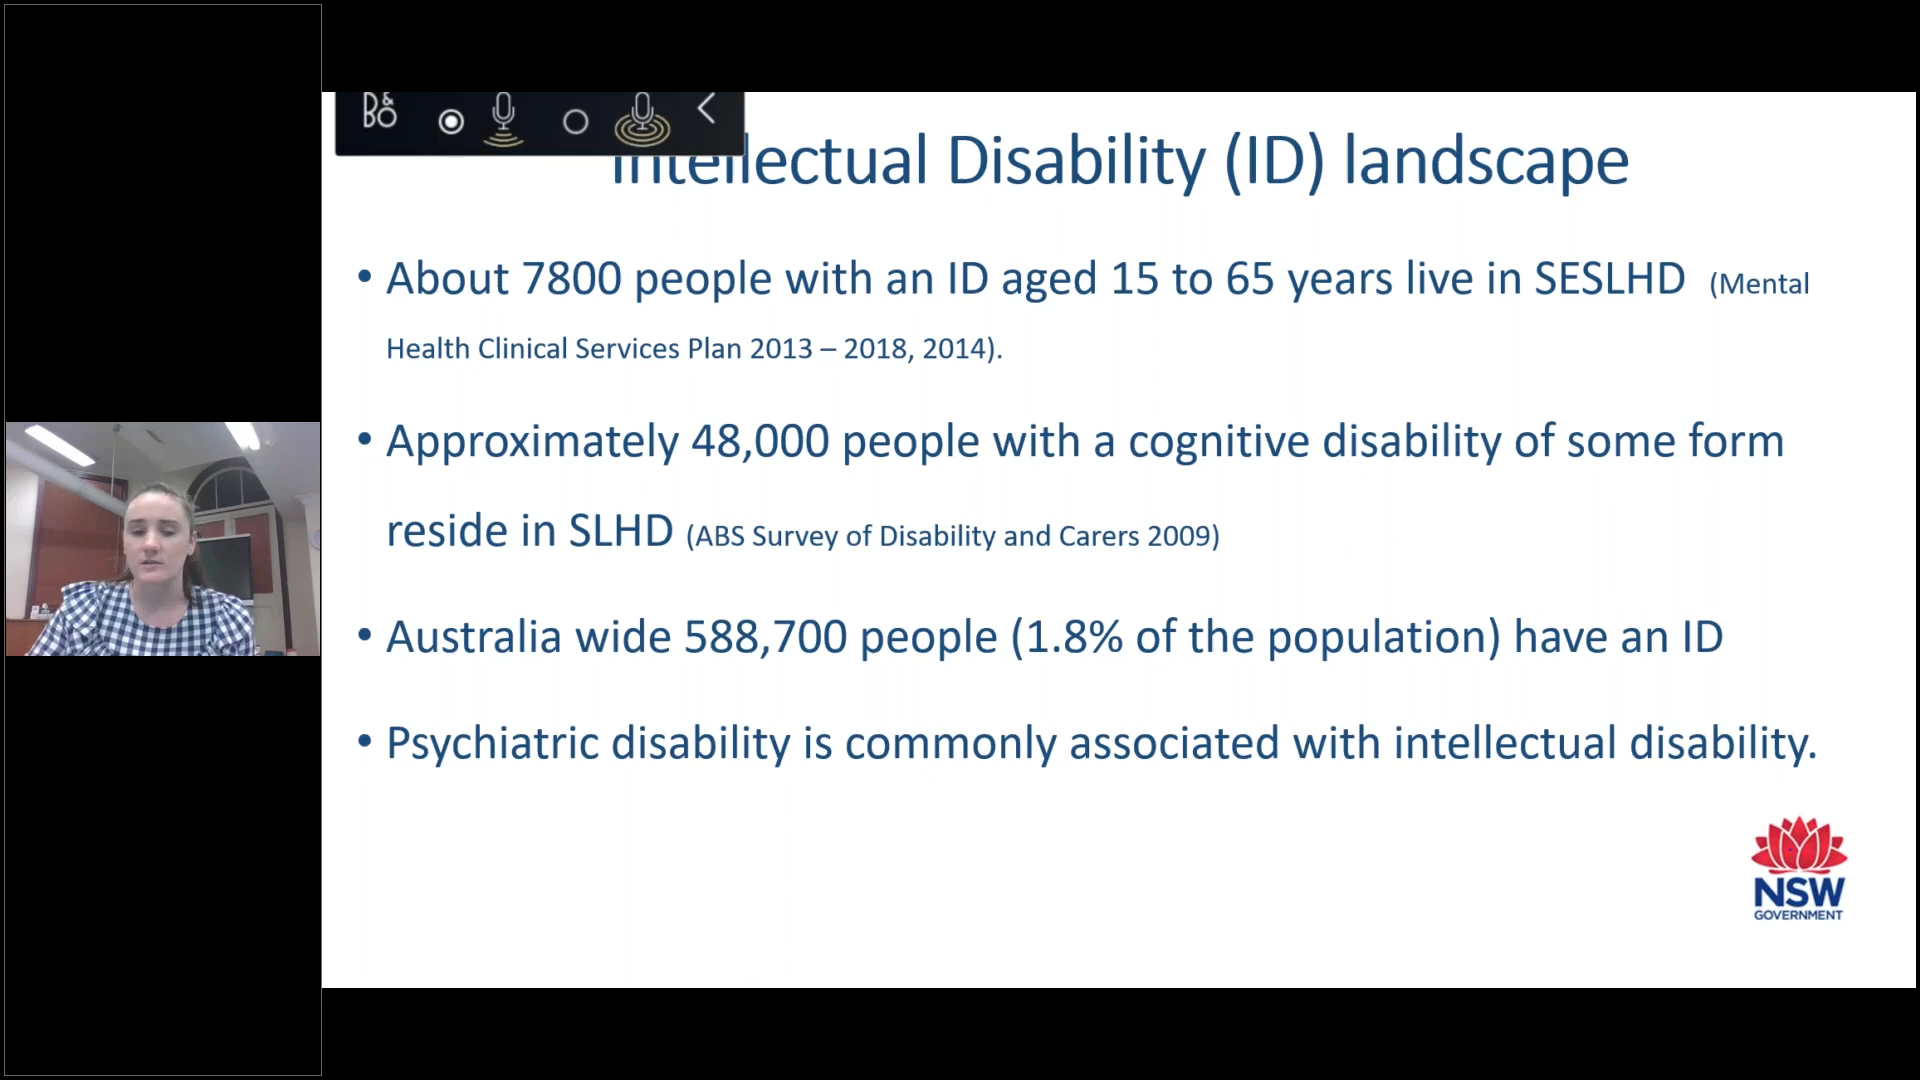 B&O
Intellectual Disability (ID) landscape
• About 7800 people with an ID aged 15 to 65 years live in SESLHD (Mental
Health Clinical Services Plan 2013 – 2018, 2014).
• Approximately 48,000 people with a cognitive disability of some form
reside in SLHD (ABS Survey of Disability and Carers 2009)
• Australia wide 588,700 people (1.8% of the population) have an ID
• Psychiatric disability is commonly associated with intellectual disability.
NSW
GOVERNMENT